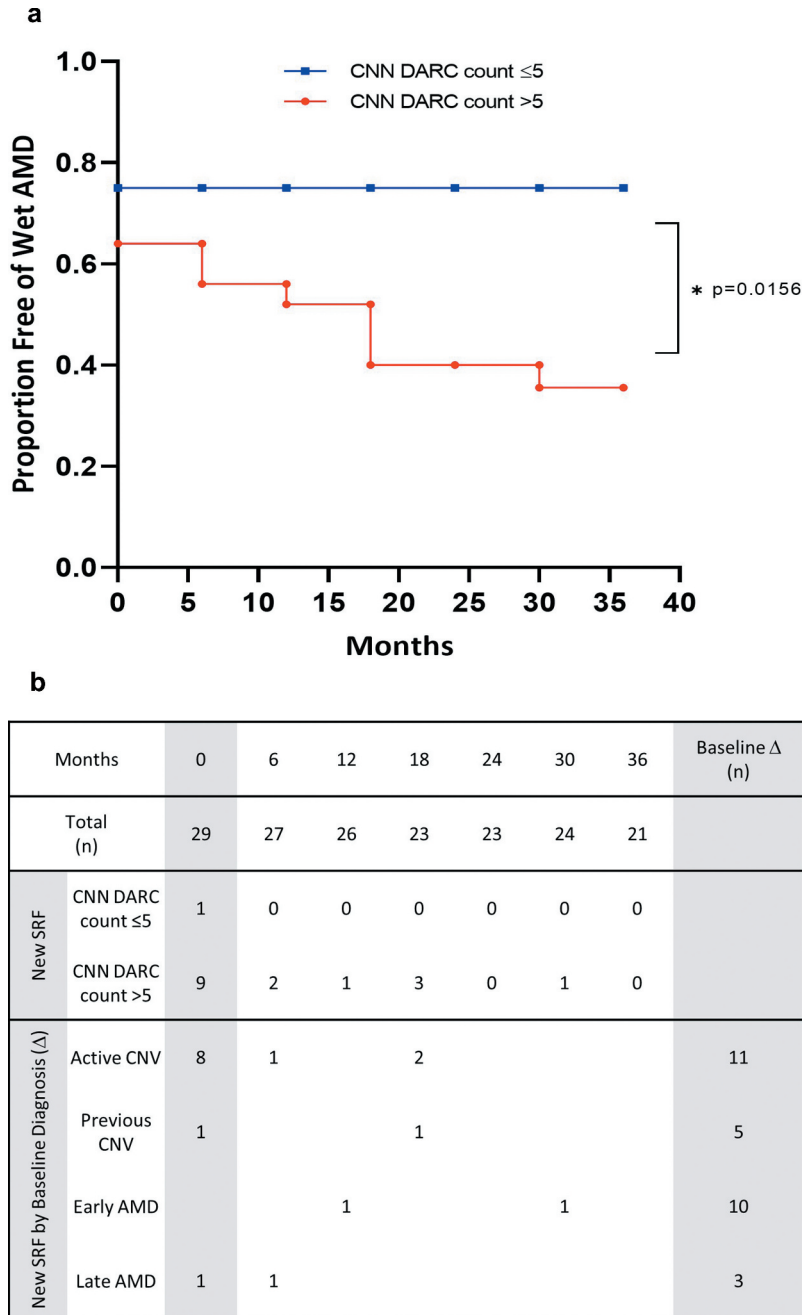 a
CNN DARC count ≤5
CNN DARC count >5
Proportion Free of Wet AMD
1.0
0.8
0.6
0.4
0.2
0.0
* p=0.0156
0 5 10 15 20 25 30 35 40
Months
b
Months 0 6 12 18 24 30 36 Baseline Δ (n)
Total (n) 29 27 26 23 23 24 21
New SRF
CNN DARC count ≤5 1 0 0 0 0 0 0
CNN DARC count >5 9 2 1 3 0 1 0
New SRF by Baseline Diagnosis (Δ)
Active CNV 8 1 2 11
Previous CNV 1 1 5
Early AMD 1 1 10
Late AMD 1 1 3